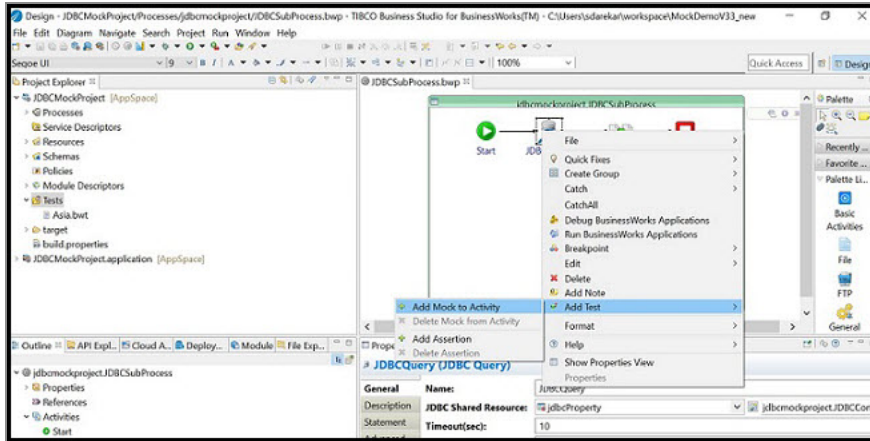 Design - JDBCMockProject/Processes/jdbcmockproject/JDBCSubProcess.bwp - TIBCO Business Studio for BusinessWorks(TM) - C:\Users\sdarekar\workspace\MockDemoV33_new
File Edit Diagram Navigate Search Project Run Window Help
Segoe UI 9 B I A 100% Quick Access Design
Project Explorer
JDBCMockProject [AppSpace]
Processes
Service Descriptors
Resources
Schemas
Policies
Module Descriptors
Tests
Asia.bwt
target
build.properties
JDBCMockProject.application [AppSpace]
JDBCSubProcess.bwp
jdbcmockproject.JDBCSubProcess
Start
File
Quick Fixes
Create Group
Catch
CatchAll
Debug BusinessWorks Applications
Run BusinessWorks Applications
Breakpoint
Edit
Delete
Add Note
Add Test
Format
Help
Show Properties View
Properties
Add Mock to Activity
Delete Mock from Activity
Add Assertion
Delete Assertion
Palette
Recently ...
Favorite ...
Palette Li...
Basic
Activities
File
FTP
General
Outline API Expl... Cloud A... Deploy... Module File Exp...
jdbcmockproject.JDBCSubProcess
Properties
References
Activities
Start
JDBCQuery (JDBC Query)
General
Description
Statement
Name: JDBCQuery
JDBC Shared Resource: jdbcProperty jdbcmockproject.JDBCCon
Timeout(sec): 10